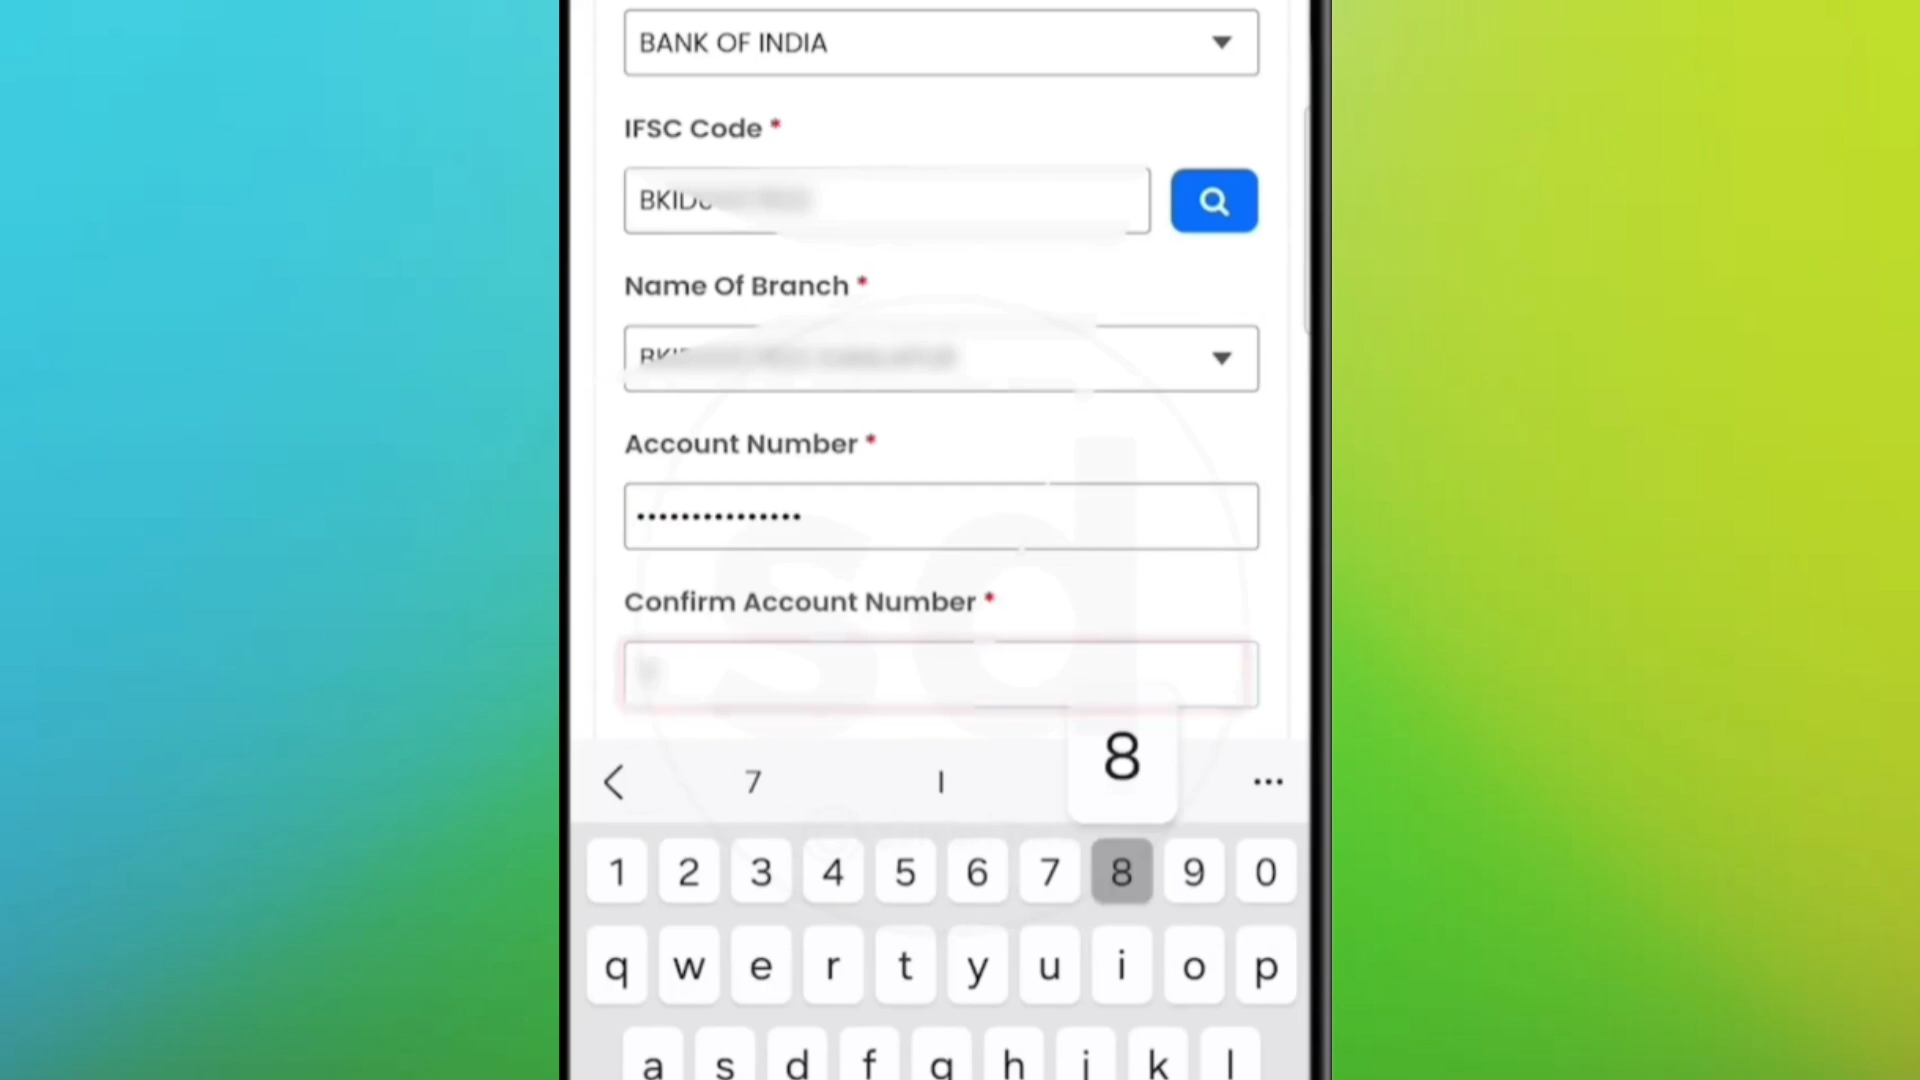 BANK OF INDIA
IFSC Code *
Name Of Branch *
Account Number *
•••••••••••••••
Confirm Account Number *
sd
7 | 8 ...
1 2 3 4 5 6 7 8 9 0
q w e r t y u i o p
a s d f g h j k l